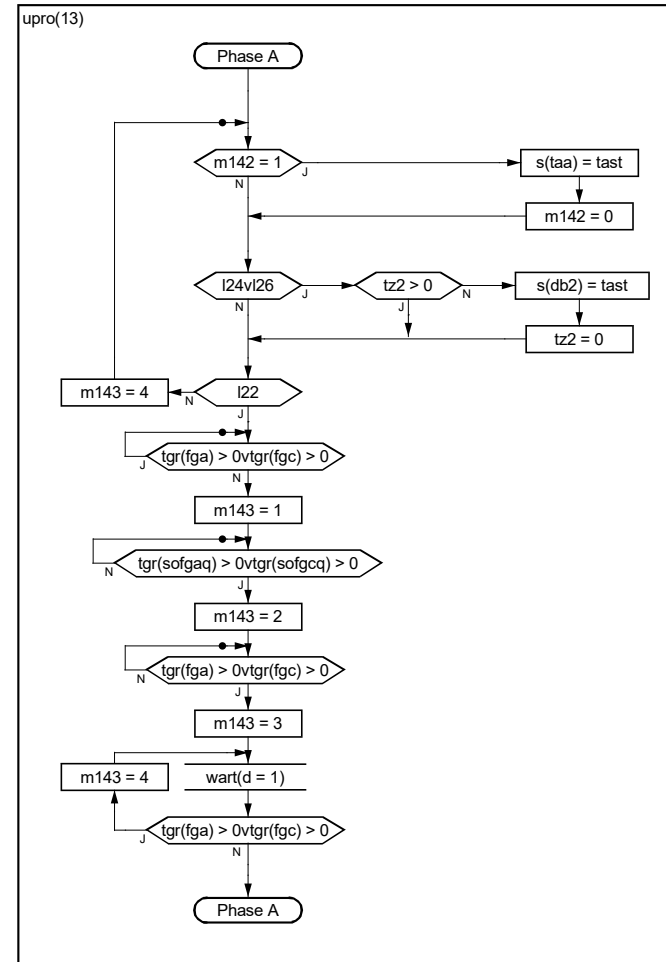 upro(13)
Phase A
m142 = 1
J
s(taa) = tast
N
m142 = 0
l24vl26
J
tz2 > 0
N
s(db2) = tast
N
J
tz2 = 0
m143 = 4
N
l22
J
tgr(fga) > 0vtgr(fgc) > 0
J
N
m143 = 1
tgr(sofgaq) > 0vtgr(sofgcq) > 0
N
J
m143 = 2
tgr(fga) > 0vtgr(fgc) > 0
N
J
m143 = 3
m143 = 4
wart(d = 1)
tgr(fga) > 0vtgr(fgc) > 0
J
N
Phase A